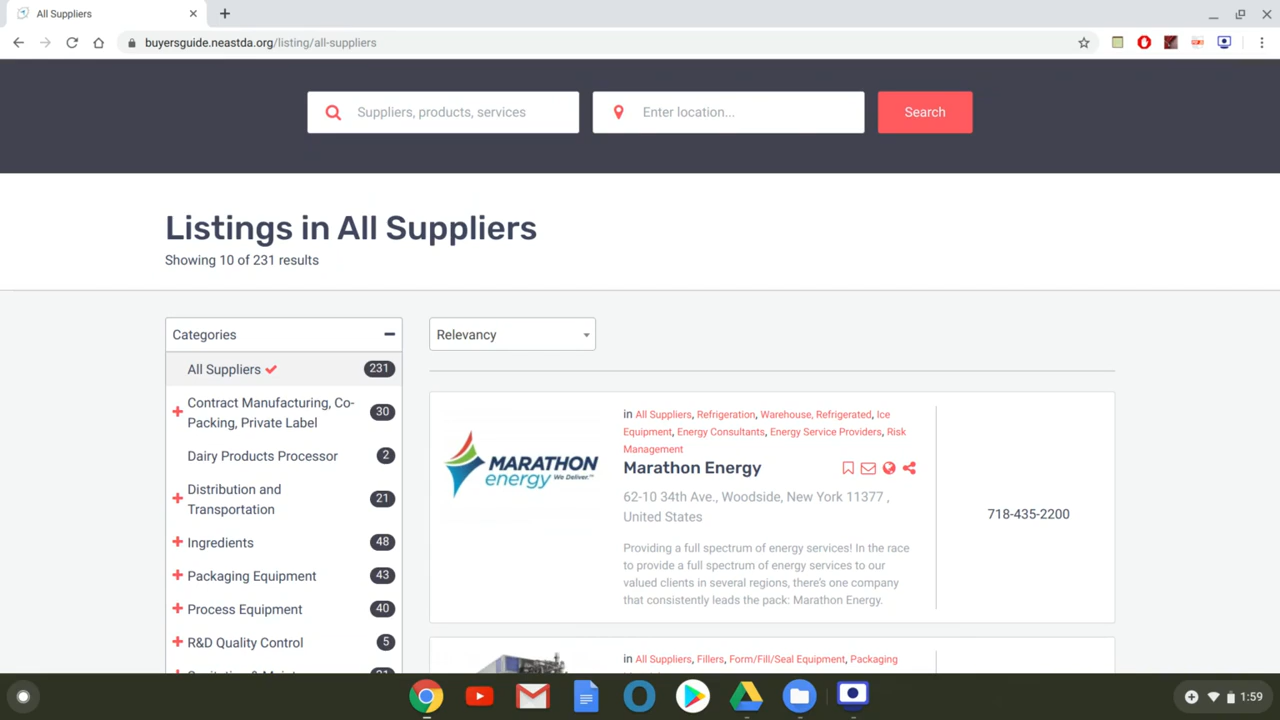 All Suppliers
buyersguide.neastda.org/listing/all-suppliers
Suppliers, products, services
Enter location...
Search
Listings in All Suppliers
Showing 10 of 231 results
Categories
All Suppliers 231
Contract Manufacturing, Co-
Packing, Private Label 30
Dairy Products Processor 2
Distribution and
Transportation 21
Ingredients 48
Packaging Equipment 43
Process Equipment 40
R&D Quality Control 5
Relevancy
MARATHON
energy We Deliver.™
in All Suppliers, Refrigeration, Warehouse, Refrigerated, Ice
Equipment, Energy Consultants, Energy Service Providers, Risk
Management
Marathon Energy
62-10 34th Ave., Woodside, New York 11377 ,
United States
Providing a full spectrum of energy services! In the race
to provide a full spectrum of energy services to our
valued clients in several regions, there's one company
that consistently leads the pack: Marathon Energy.
718-435-2200
in All Suppliers, Fillers, Form/Fill/Seal Equipment, Packaging
1:59